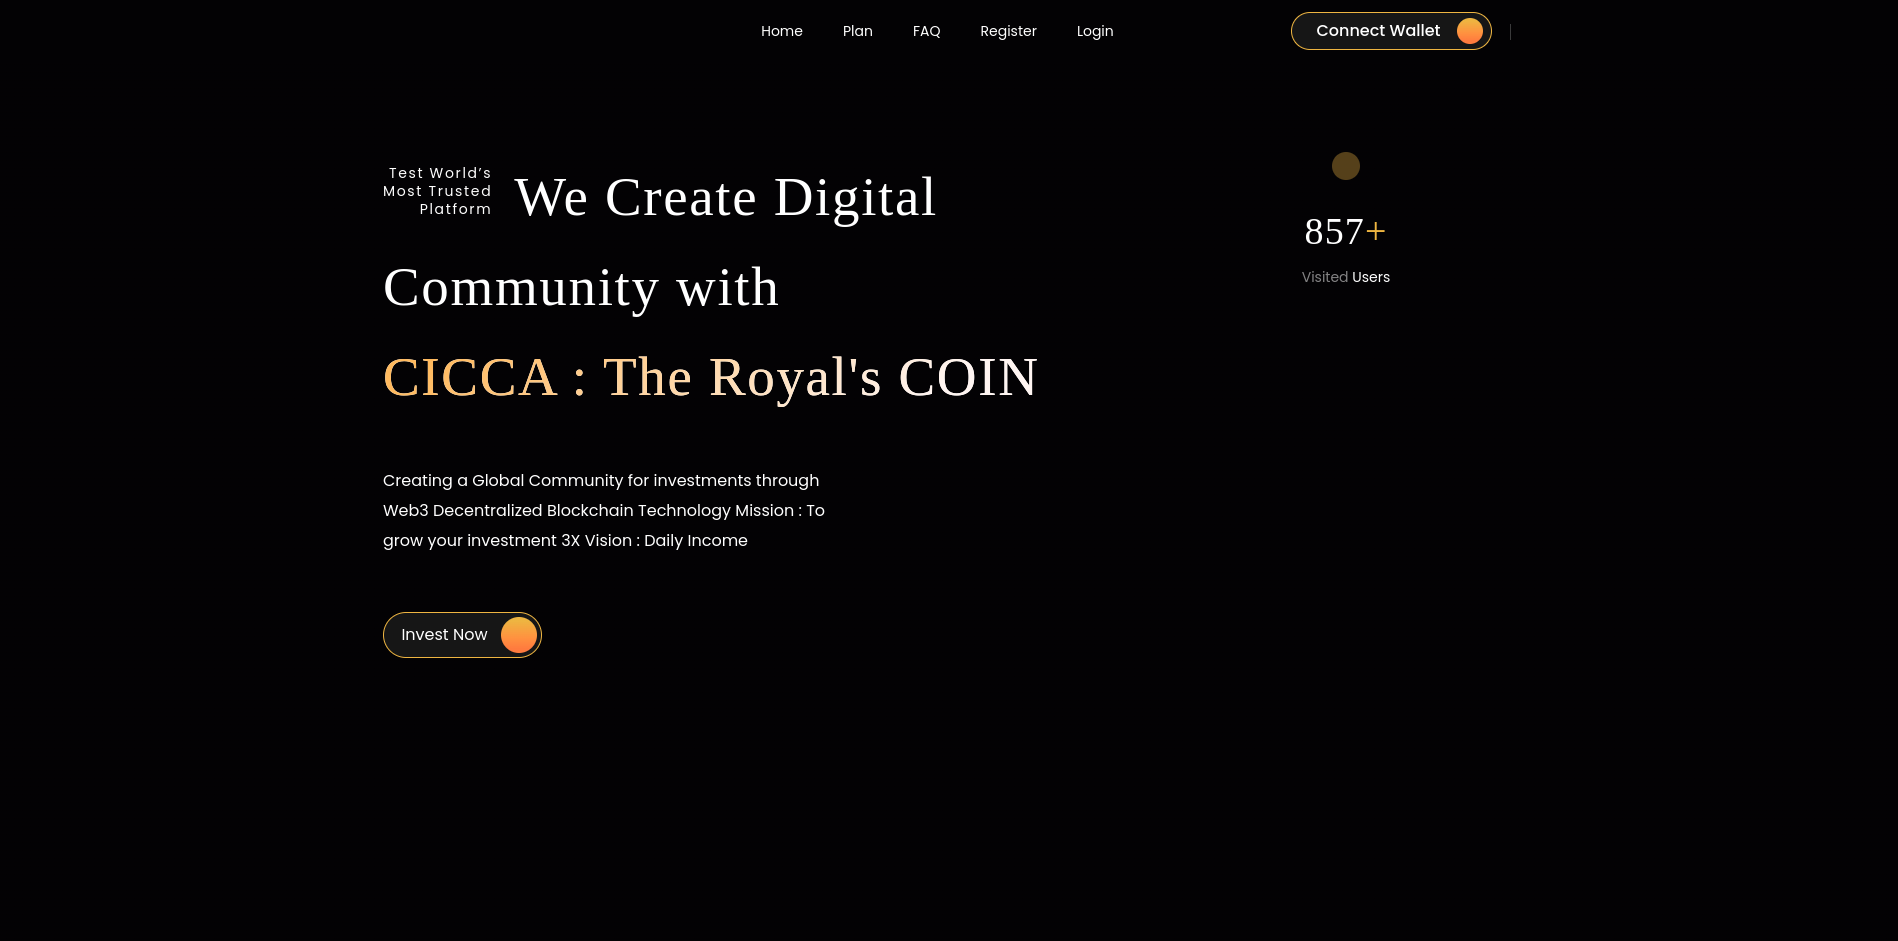 Home Plan FAQ Register Login Connect Wallet
Test World’s
Most Trusted
Platform
We Create Digital
Community with
CICCA : The Royal's COIN
857+
Visited Users
Creating a Global Community for investments through
Web3 Decentralized Blockchain Technology Mission : To
grow your investment 3X Vision : Daily Income
Invest Now